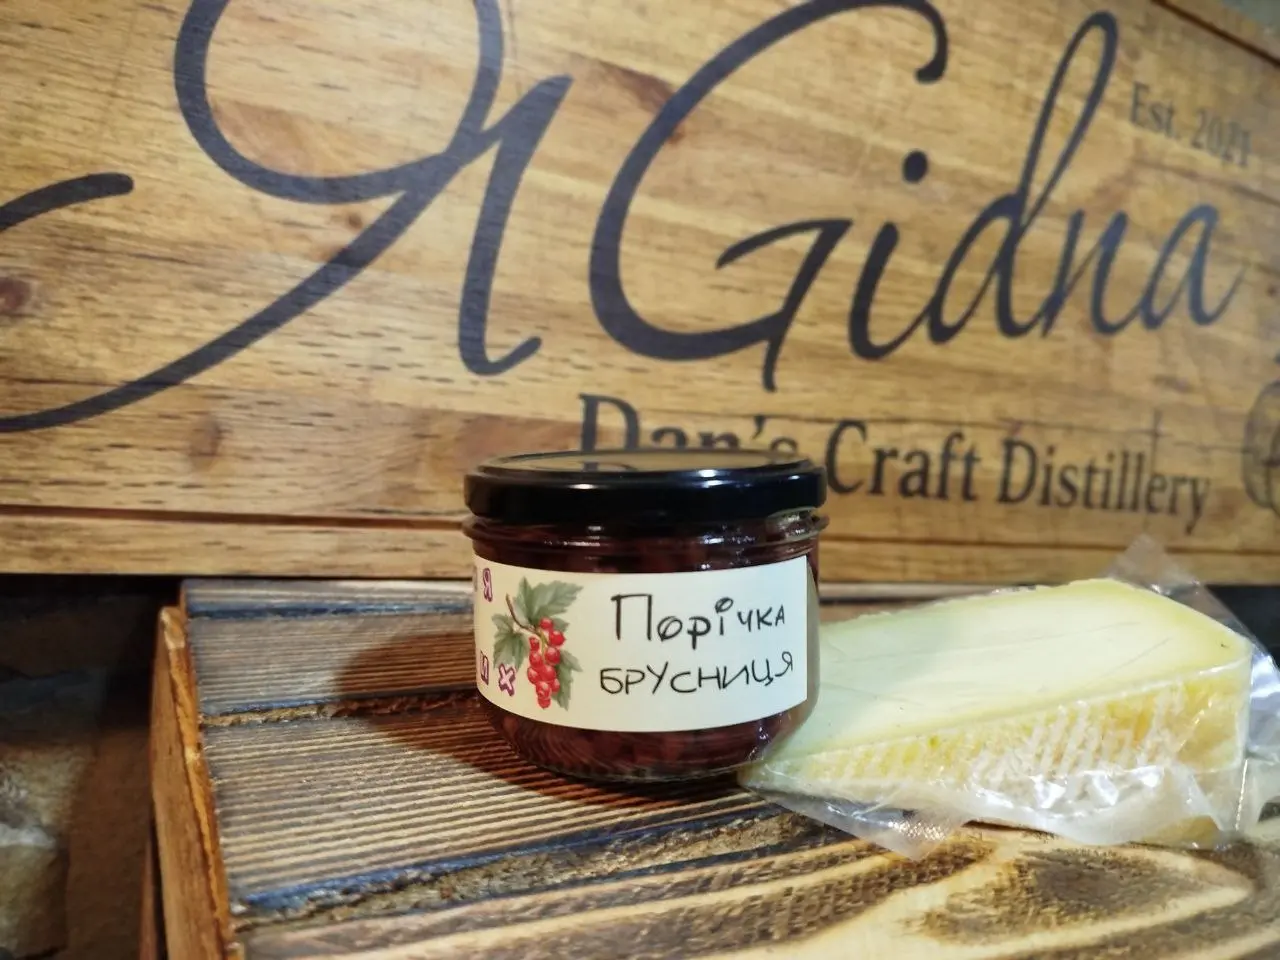 ЯGidna
Est. 2021
Dan's Craft Distillery
Порічка
БРУСНИЦЯ